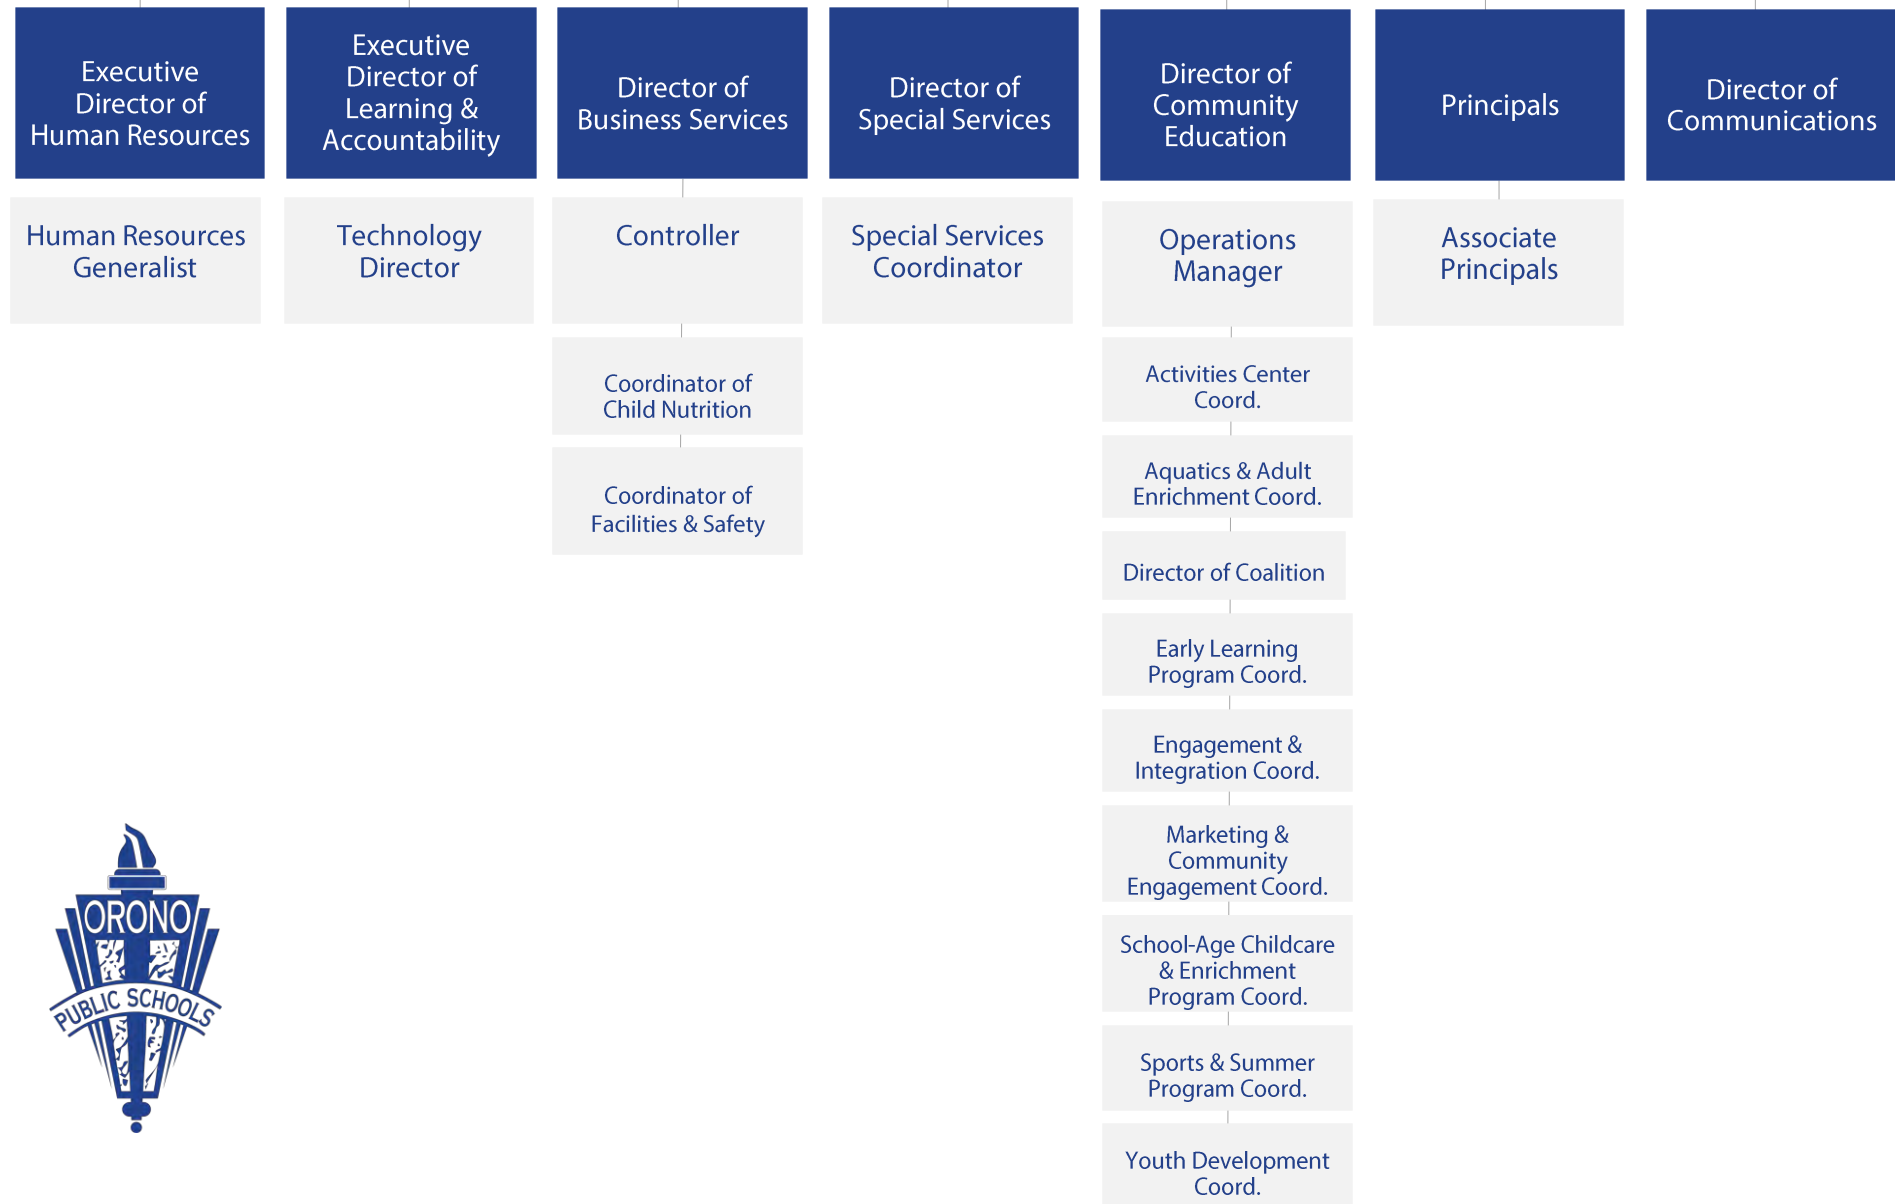 Executive
Director of
Human Resources
Executive
Director of
Learning &
Accountability
Director of
Business Services
Director of
Special Services
Director of
Community
Education
Principals
Director of
Communications
Human Resources
Generalist
Technology
Director
Controller
Special Services
Coordinator
Operations
Manager
Associate
Principals
Coordinator of
Child Nutrition
Coordinator of
Facilities & Safety
Activities Center
Coord.
Aquatics & Adult
Enrichment Coord.
Director of Coalition
Early Learning
Program Coord.
Engagement &
Integration Coord.
Marketing &
Community
Engagement Coord.
School-Age Childcare
& Enrichment
Program Coord.
Sports & Summer
Program Coord.
Youth Development
Coord.
ORONO
PUBLIC SCHOOLS